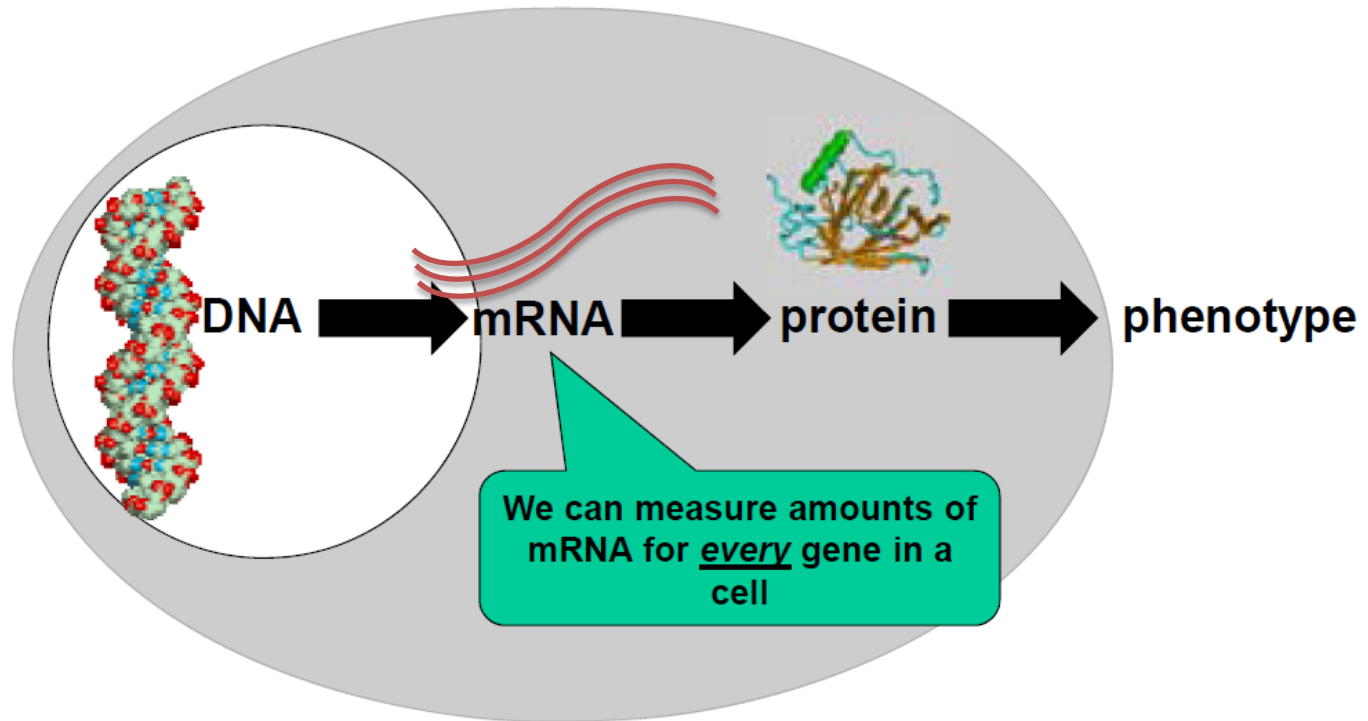 DNA mRNA protein phenotype
We can measure amounts of
mRNA for every gene in a
cell